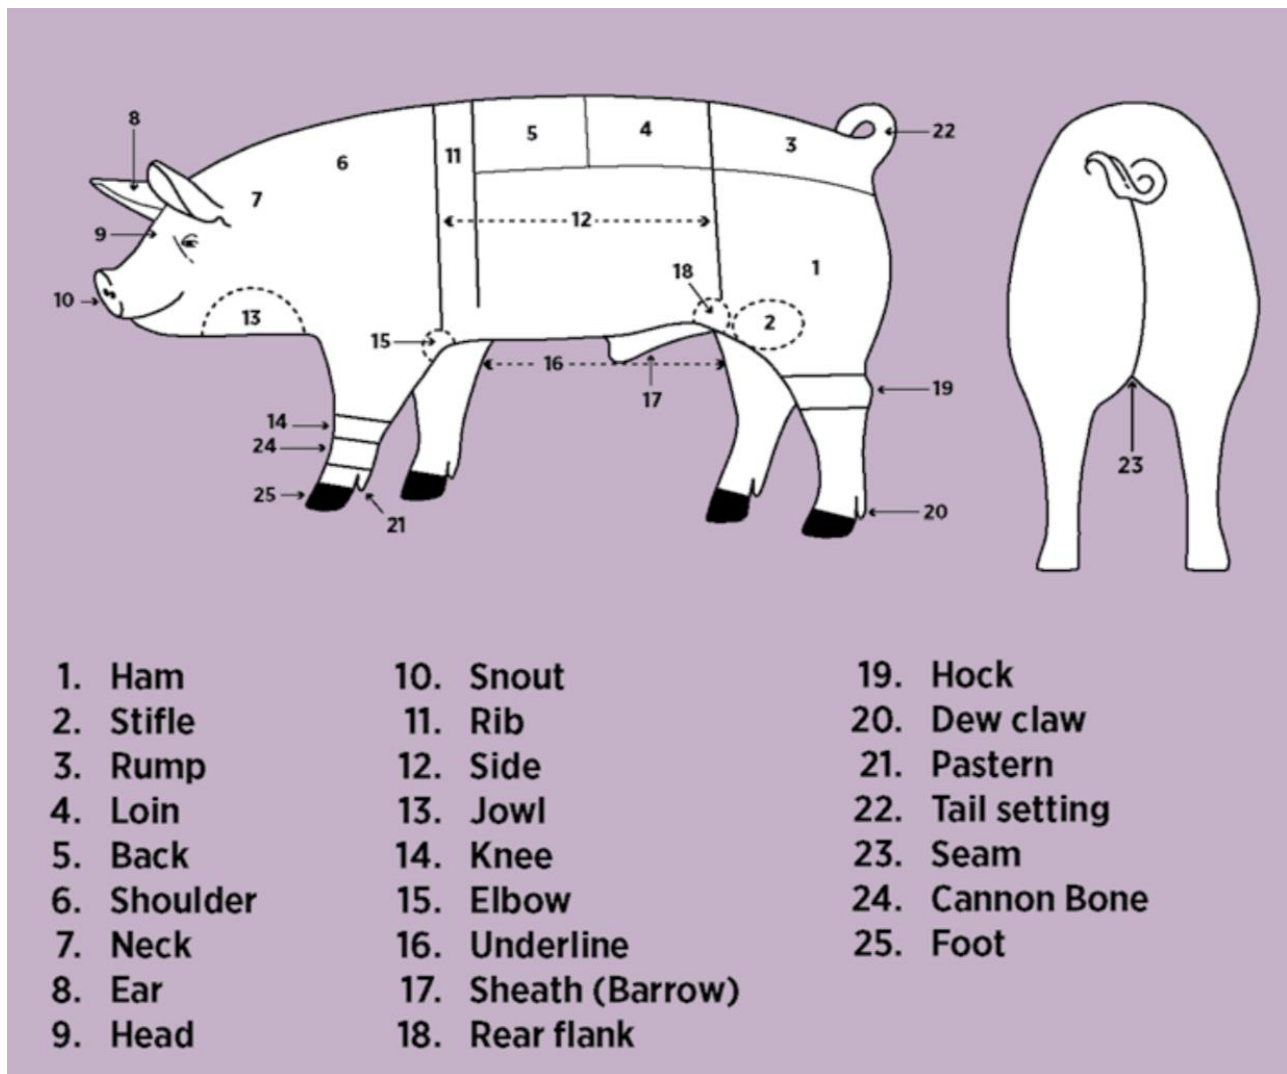 8
5
4
3
22
6
11
7
12
9
18
1
10
13
2
15
16
17
19
14
24
23
25
21
20
1. Ham
2. Stifle
3. Rump
4. Loin
5. Back
6. Shoulder
7. Neck
8. Ear
9. Head
10. Snout
11. Rib
12. Side
13. Jowl
14. Knee
15. Elbow
16. Underline
17. Sheath (Barrow)
18. Rear flank
19. Hock
20. Dew claw
21. Pastern
22. Tail setting
23. Seam
24. Cannon Bone
25. Foot